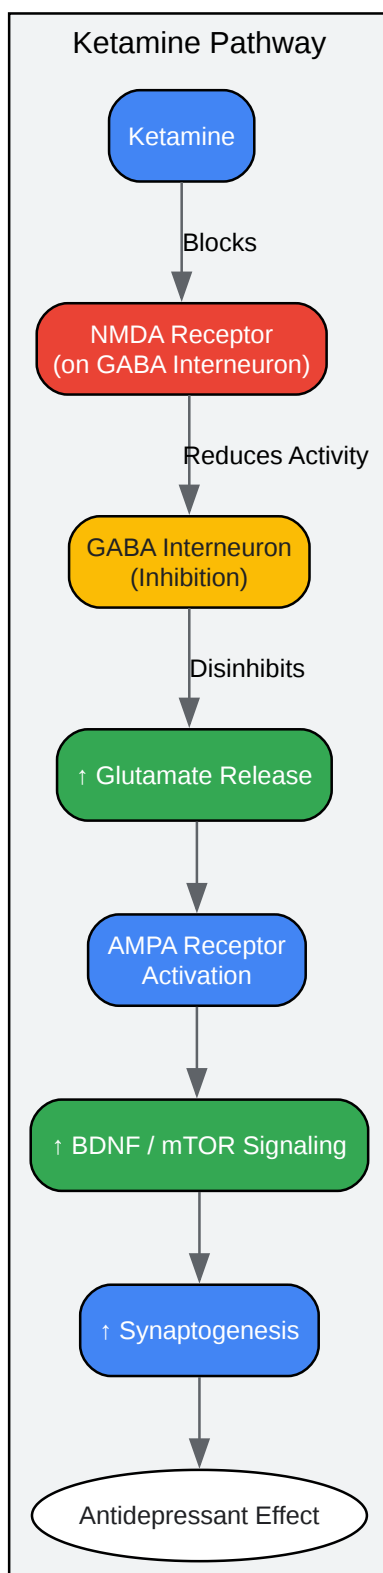 Ketamine Pathway
Ketamine
Blocks
NMDA Receptor
(on GABA Interneuron)
Reduces Activity
GABA Interneuron
(Inhibition)
Disinhibits
↑ Glutamate Release
AMPA Receptor
Activation
↑ BDNF / mTOR Signaling
↑ Synaptogenesis
Antidepressant Effect